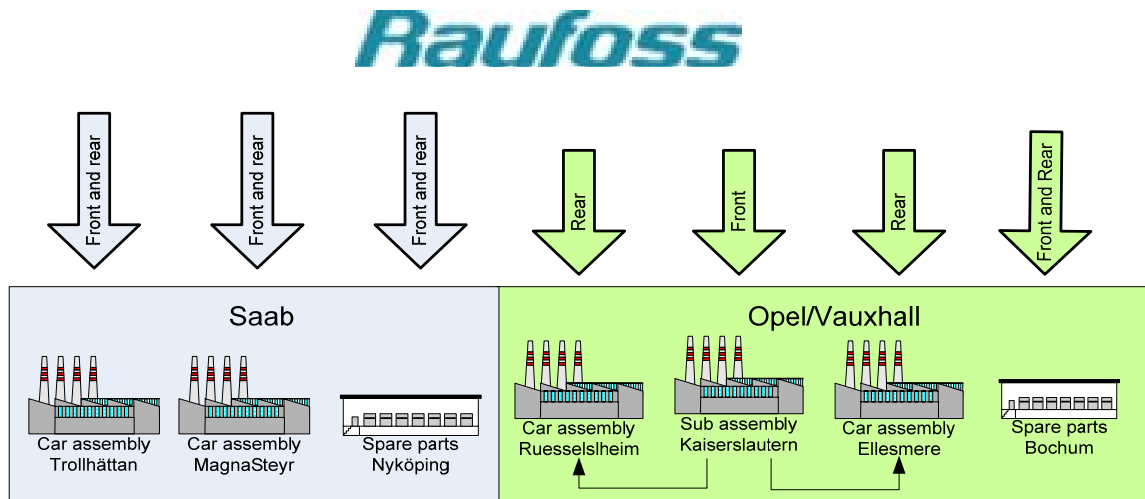 Raufoss
Front and rear
Front and rear
Front and rear
Rear
Front
Rear
Front and Rear
Saab
Opel/Vauxhall
Car assembly
Trollhättan
Car assembly
MagnaSteyr
Spare parts
Nyköping
Car assembly
Ruesselslheim
Sub assembly
Kaiserslautern
Car assembly
Ellesmere
Spare parts
Bochum